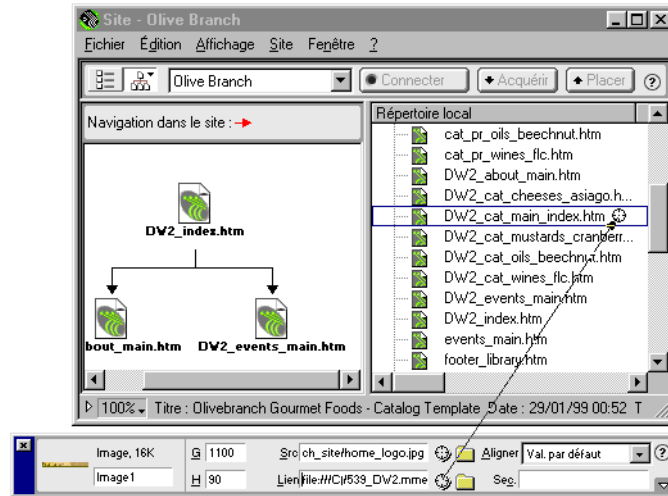 Site - Olive Branch
Fichier Édition Affichage Site Fenêtre ?
Olive Branch Connecter Acquérir Placer ?
Navigation dans le site :
Répertoire local
cat_pr_oils_beechnut.htm
cat_pr_wines_flc.htm
DW2_about_main.htm
DW2_cat_cheeses_asiago.h...
DW2_cat_main_index.htm
DW2_cat_mustards_cranberr...
DW2_cat_oils_beechnut.htm
DW2_cat_wines_flc.htm
DW2_events_main.htm
DW2_index.htm
events_main.htm
footer_library.htm
DW2_index.htm
bout_main.htm DW2_events_main.htm
100% Titre : Olivebranch Gourmet Foods - Catalog Template Date : 29/01/99 00:52 T
Image, 16K G 1100 Src ch_site/home_logo.jpg Aligner Val. par défaut ?
Image1 H 90 Lien file:///C|/539_DW2.mme Sec.